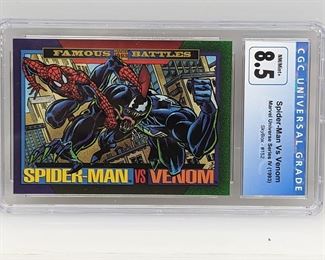 FAMOUS BATTLES
SPIDER-MAN VS VENOM
CGC UNIVERSAL GRADE
NM/Mint+
8.5
Spider-Man Vs Venom
Marvel Universe Series IV (1993)
SkyBox - #152